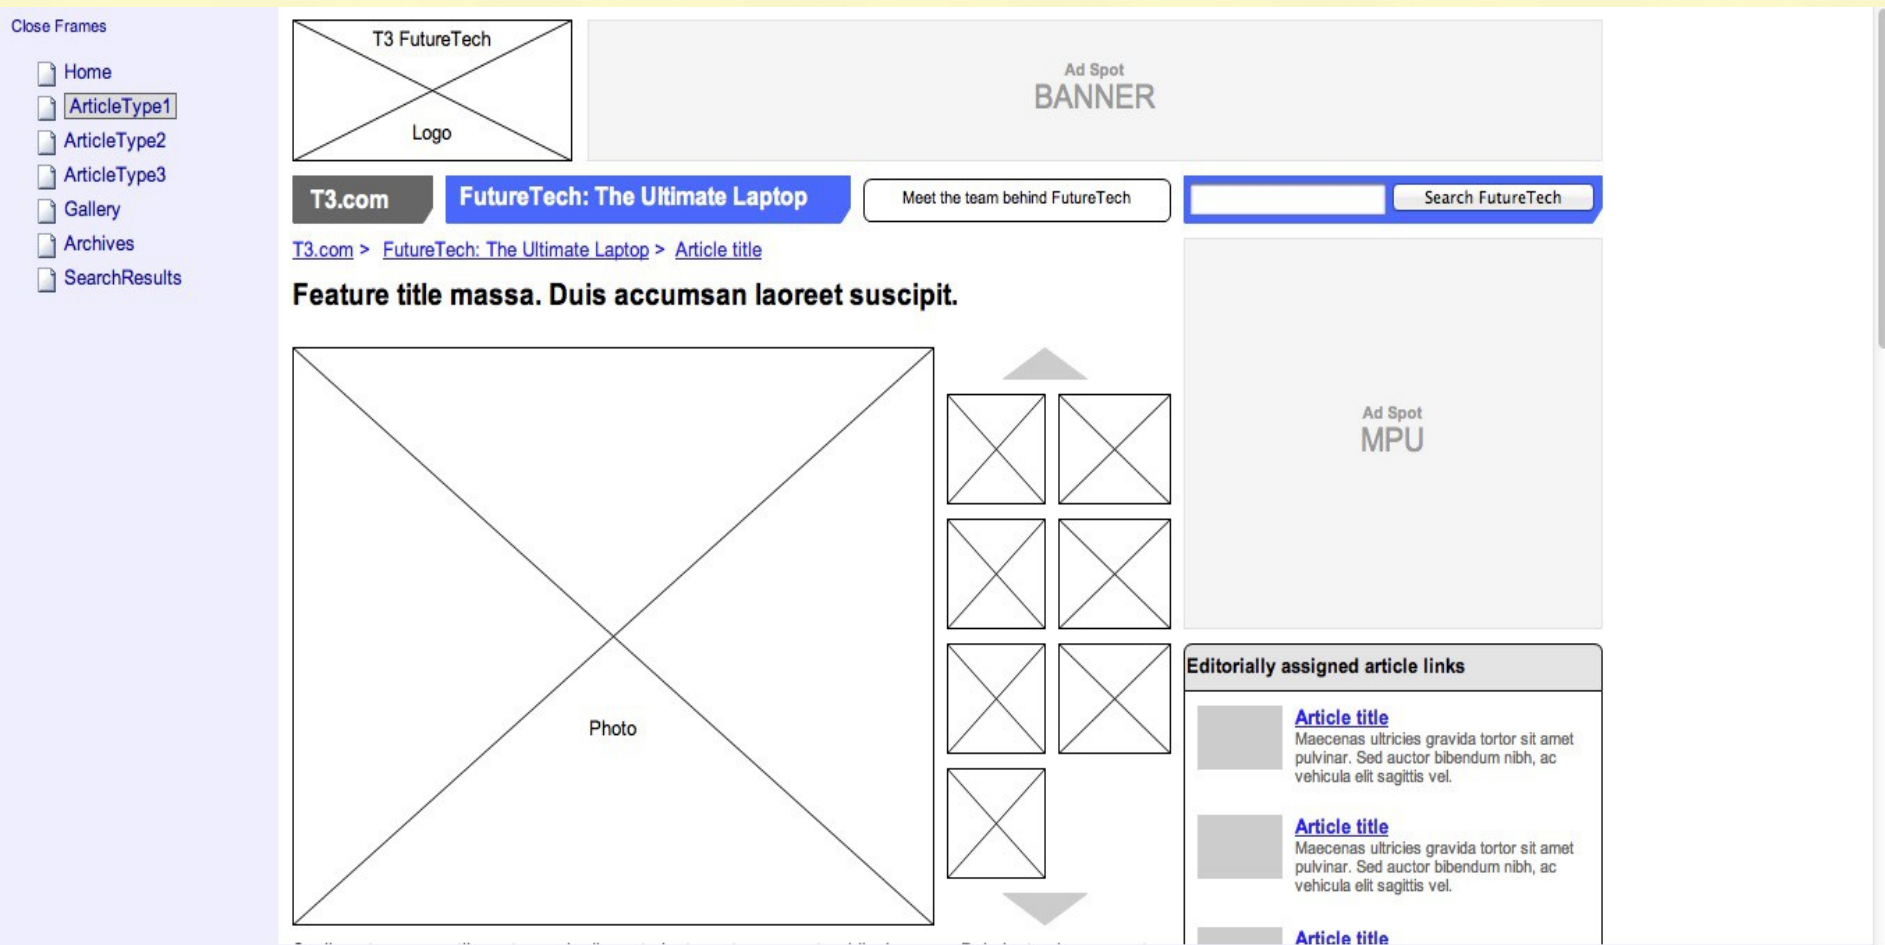 Close Frames
Home
ArticleType1
ArticleType2
ArticleType3
Gallery
Archives
SearchResults
T3 FutureTech
Logo
Ad Spot
BANNER
T3.com
FutureTech: The Ultimate Laptop
Meet the team behind FutureTech
Search FutureTech
T3.com > FutureTech: The Ultimate Laptop > Article title
Feature title massa. Duis accumsan laoreet suscipit.
Photo
Ad Spot
MPU
Editorially assigned article links
Article title
Maecenas ultricies gravida tortor sit amet
pulvinar. Sed auctor bibendum nibh, ac
vehicula elit sagittis vel.
Article title
Maecenas ultricies gravida tortor sit amet
pulvinar. Sed auctor bibendum nibh, ac
vehicula elit sagittis vel.
Article title